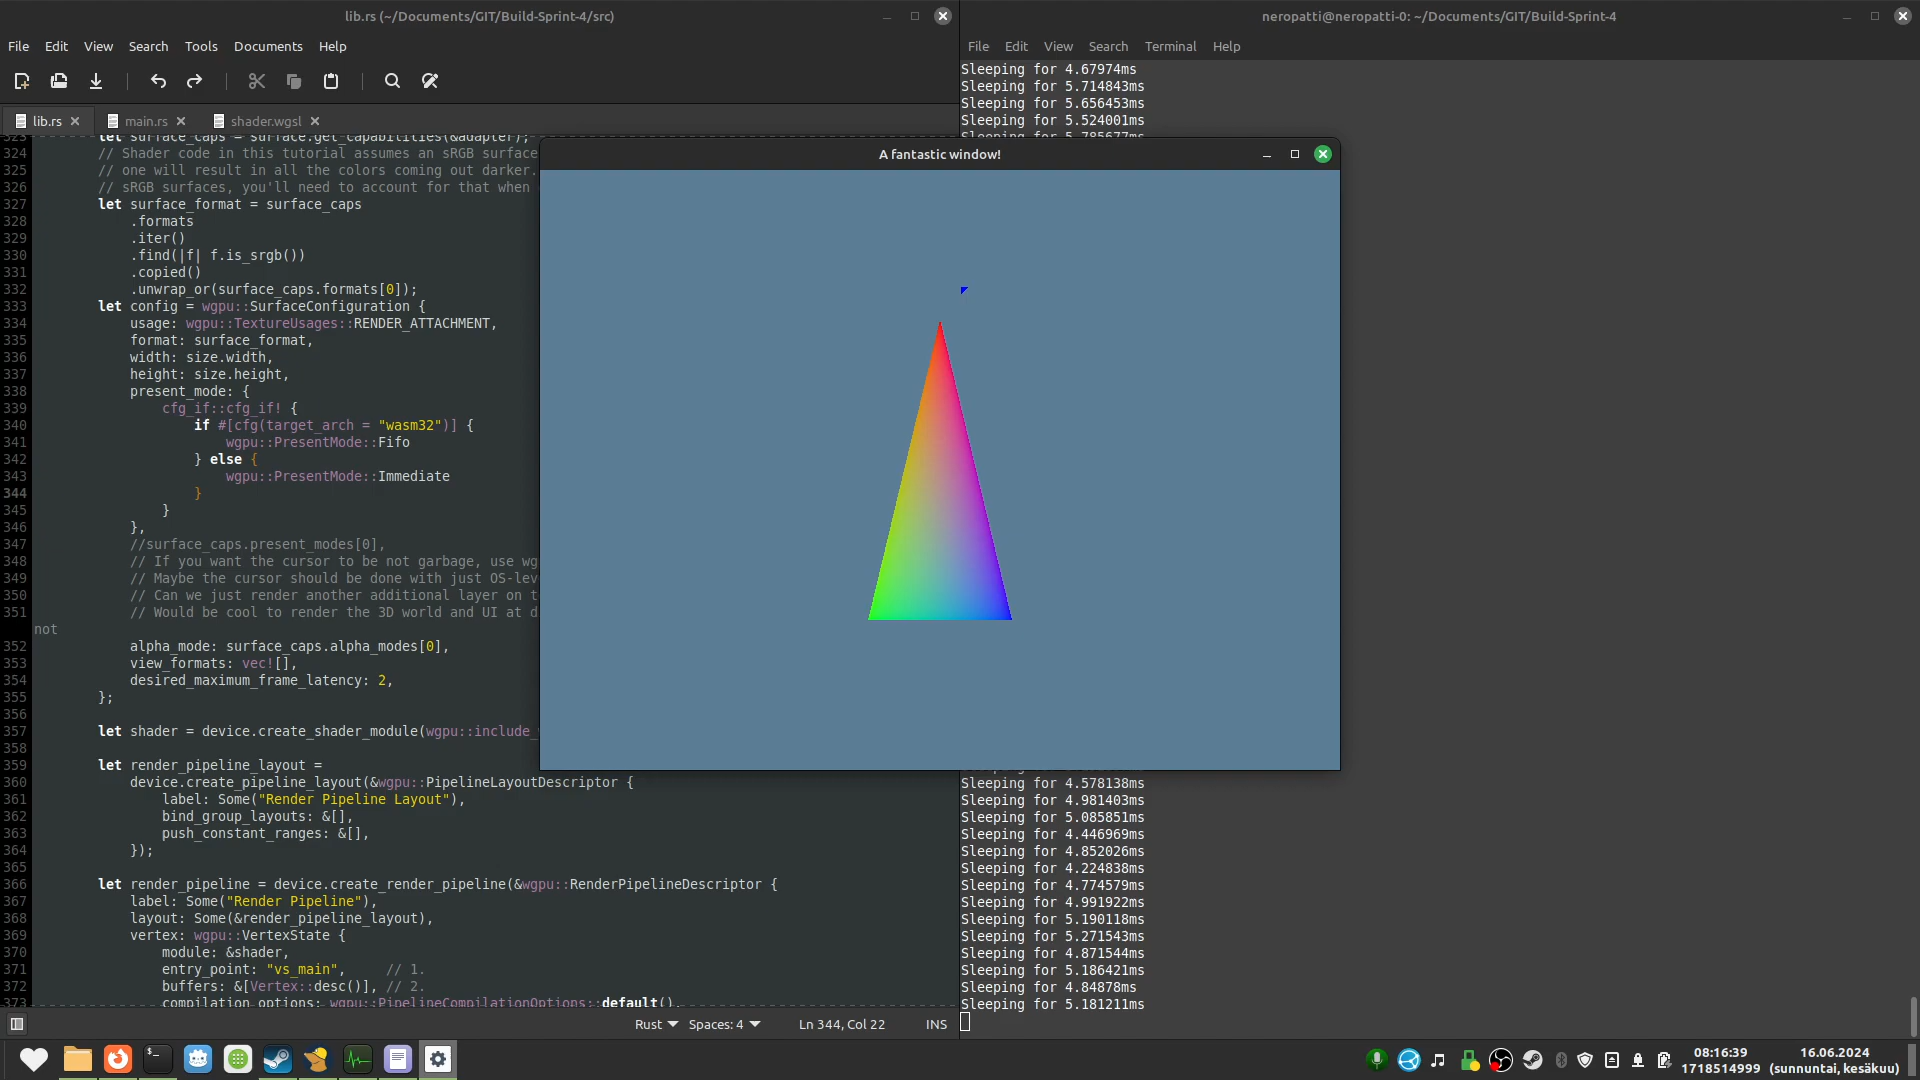 lib.rs (~/Documents/GIT/Build-Sprint-4/src)
File Edit View Search Tools Documents Help
lib.rs
main.rs
shader.wgsl
323 let surface_caps = surface.get_capabilities(&adapter);
324 // Shader code in this tutorial assumes an sRGB surface
325 // one will result in all the colors coming out darker.
326 // sRGB surfaces, you'll need to account for that when
327 let surface_format = surface_caps
328 .formats
329 .iter()
330 .find(|f| f.is_srgb())
331 .copied()
332 .unwrap_or(surface_caps.formats[0]);
333 let config = wgpu::SurfaceConfiguration {
334 usage: wgpu::TextureUsages::RENDER_ATTACHMENT,
335 format: surface_format,
336 width: size.width,
337 height: size.height,
338 present_mode: {
339 cfg_if::cfg_if! {
340 if #[cfg(target_arch = "wasm32")] {
341 wgpu::PresentMode::Fifo
342 } else {
343 wgpu::PresentMode::Immediate
344 }
345 }
346 },
347 //surface_caps.present_modes[0],
348 // If you want the cursor to be not garbage, use wg
349 // Maybe the cursor should be done with just OS-lev
350 // Can we just render another additional layer on t
351 // Would be cool to render the 3D world and UI at d
not
352 alpha_mode: surface_caps.alpha_modes[0],
353 view_formats: vec![],
354 desired_maximum_frame_latency: 2,
355 };
356
357 let shader = device.create_shader_module(wgpu::include_
358
359 let render_pipeline_layout =
360 device.create_pipeline_layout(&wgpu::PipelineLayoutDescriptor {
361 label: Some("Render Pipeline Layout"),
362 bind_group_layouts: &[],
363 push_constant_ranges: &[],
364 });
365
366 let render_pipeline = device.create_render_pipeline(&wgpu::RenderPipelineDescriptor {
367 label: Some("Render Pipeline"),
368 layout: Some(&render_pipeline_layout),
369 vertex: wgpu::VertexState {
370 module: &shader,
371 entry_point: "vs_main", // 1.
372 buffers: &[Vertex::desc()], // 2.
373 compilation_options: wgpu::PipelineCompilationOptions::default(),
Rust Spaces: 4 Ln 344, Col 22 INS
neropatti@neropatti-0: ~/Documents/GIT/Build-Sprint-4
File Edit View Search Terminal Help
Sleeping for 4.67974ms
Sleeping for 5.714843ms
Sleeping for 5.656453ms
Sleeping for 5.524001ms
Sleeping for 5.785677ms
A fantastic window!
Sleeping for 4.578138ms
Sleeping for 4.981403ms
Sleeping for 5.085851ms
Sleeping for 4.446969ms
Sleeping for 4.852026ms
Sleeping for 4.224838ms
Sleeping for 4.774579ms
Sleeping for 4.991922ms
Sleeping for 5.190118ms
Sleeping for 5.271543ms
Sleeping for 4.871544ms
Sleeping for 5.186421ms
Sleeping for 4.84878ms
Sleeping for 5.181211ms
08:16:39 16.06.2024
1718514999 (sunnuntai, kesäkuu)